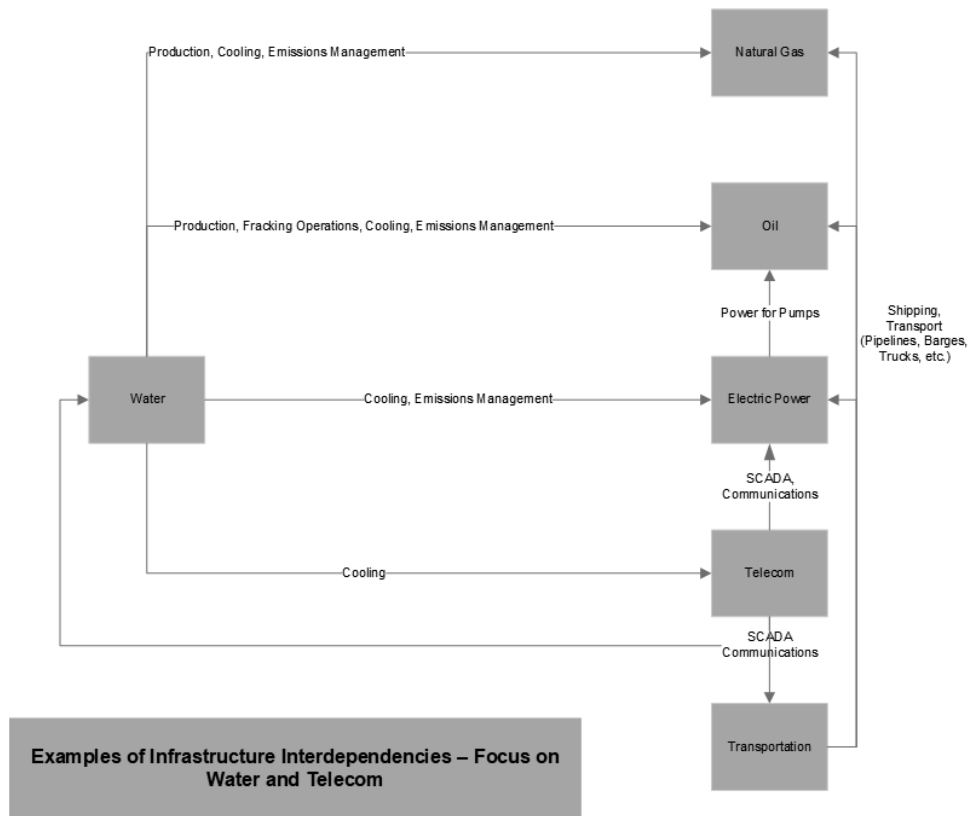 Production, Cooling, Emissions Management
Natural Gas
Production, Fracking Operations, Cooling, Emissions Management
Oil
Power for Pumps
Shipping,
Transport
(Pipelines, Barges,
Trucks, etc.)
Water
Cooling, Emissions Management
Electric Power
SCADA,
Communications
Cooling
Telecom
SCADA
Communications
Transportation
Examples of Infrastructure Interdependencies – Focus on
Water and Telecom